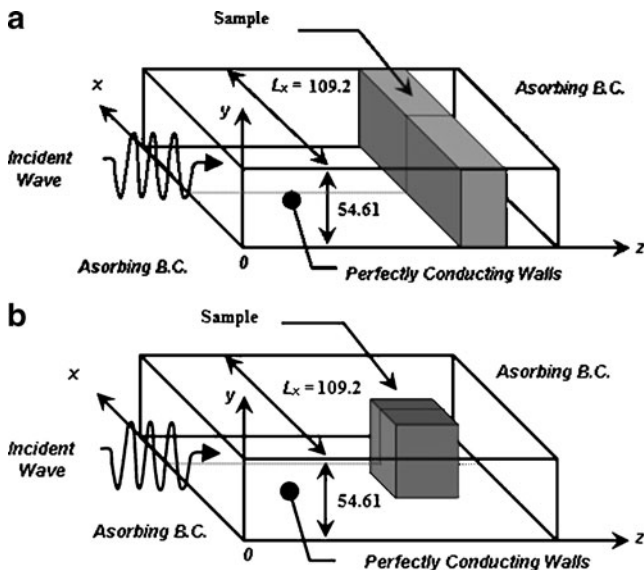 a
Sample
Asorbing B.C.
x
y
Lx = 109.2
Incident
Wave
54.61
z
Asorbing B.C.
0
Perfectly Conducting Walls
b
Sample
Asorbing B.C.
x
y
Lx = 109.2
Incident
Wave
54.61
z
Asorbing B.C.
0
Perfectly Conducting Walls